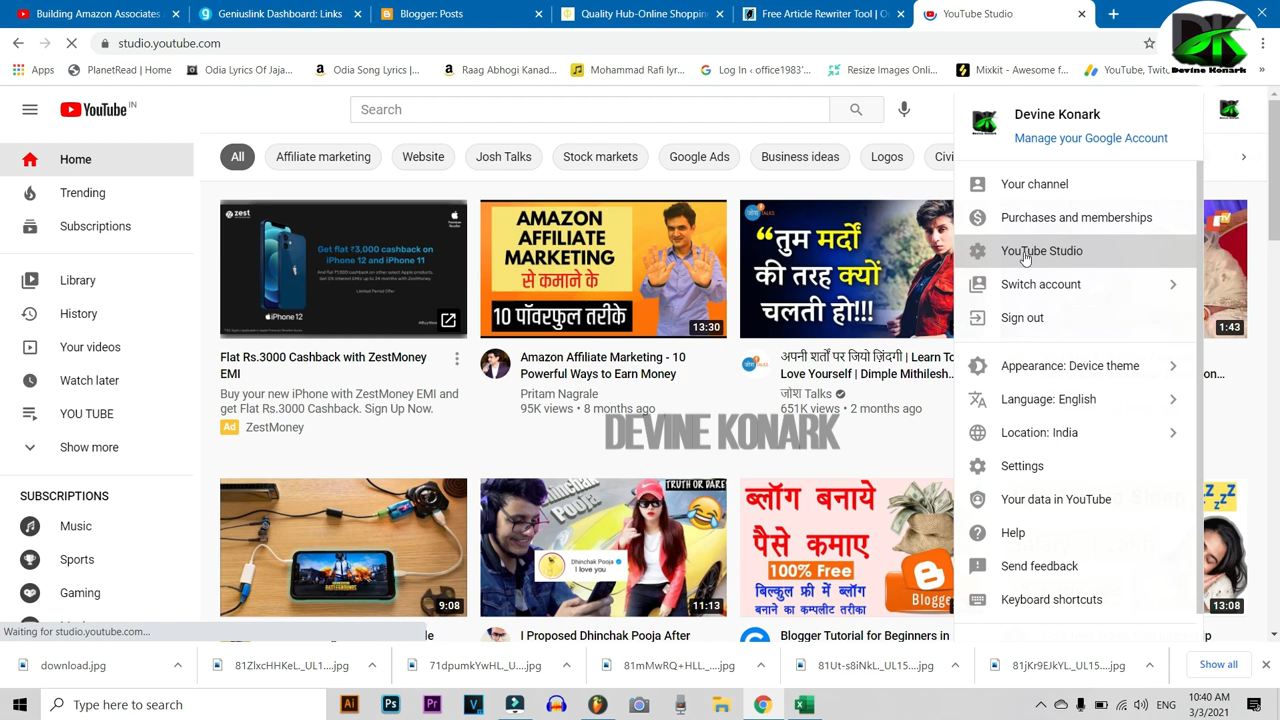 Building Amazon Associates
Geniuslink Dashboard: Links
Blogger: Posts
Quality Hub-Online Shoppin
Free Article Rewriter Tool | O
YouTube Studio
studio.youtube.com
DK
Devine Konark
Apps
PlanetRead | Home
Odia Lyrics Of Jaja...
Odia Song Lyric |...
Mohammad Rafi lyr...
Log In ‹ office1983'...
Resize Images Onli...
Mixkit - Awesome f...
YouTube, Twit
YouTube IN
Search
Devine Konark
Manage your Google Account
Home
Trending
Subscriptions
Library
History
Your videos
Watch later
YOU TUBE
Show more
SUBSCRIPTIONS
Music
Sports
Gaming
All
Affiliate marketing
Website
Josh Talks
Stock markets
Google Ads
Business ideas
Logos
Civi
zest
Get flat ₹3,000 cashback on
iPhone 12 and iPhone 11
iPhone 12
Flat Rs.3000 Cashback with ZestMoney
EMI
Buy your new iPhone with ZestMoney EMI and
get Flat Rs.3000 Cashback. Sign Up Now.
Ad ZestMoney
AMAZON
AFFILIATE
MARKETING
से कमाने के
10 पॉवरफुल तरीके
13:30
Amazon Affiliate Marketing - 10
Powerful Ways to Earn Money
Pritam Nagrale
95K views • 8 months ago
जोश TALKS
“तुम मर्दों
की तरह क्यों
चलती हो!!!
अपनी शर्तों पर जियो ज़िंदगी | Learn To
Love Yourself | Dimple Mithilesh...
जोश Talks
651K views • 2 months ago
1:43
DEVINE KONARK
9:08
Dhinchak
Pooja
TRUTH OR DARE
Dhinchak Pooja
I love you
11:13
I Proposed Dhinchak Pooja After
ब्लॉग बनाये
पैसे कमाए
100% Free
बिल्कुल फ्री में ब्लॉग
बनाने का कम्पलीट तरीका
Blogge
Blogger Tutorial for Beginners in
13:08
Your channel
Purchases and memberships
YouTube Studio
Switch account
Sign out
Appearance: Device theme
Language: English
Location: India
Settings
Your data in YouTube
Help
Send feedback
Keyboard shortcuts
Waiting for studio.youtube.com...
download.jpg
81ZlxcHHKeL._UL1....jpg
71dpumkYwHL._U....jpg
81mMwRQ+HLL._UL15....jpg
81Ut-s8iNkL._UL15....jpg
81jKr9EJkYL._UL15....jpg
Show all
Type here to search
Ai
Ps
Pr
ENG
10:40 AM
3/3/2021